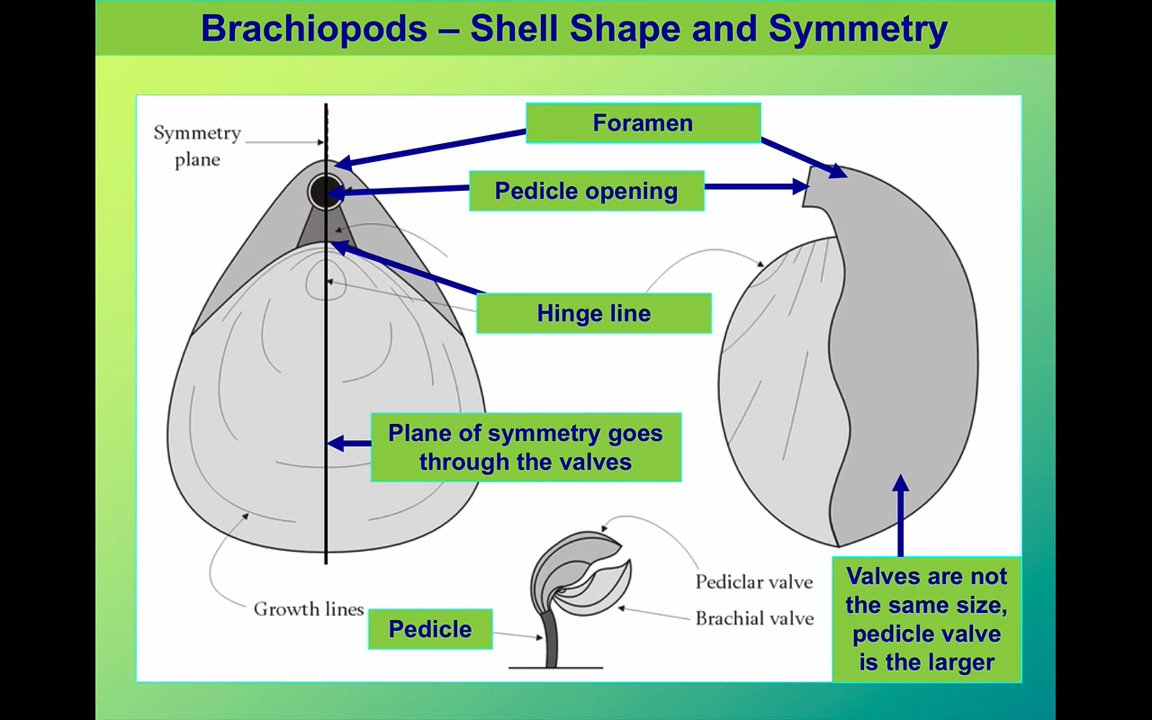 Brachiopods – Shell Shape and Symmetry
Symmetry
plane
Foramen
Pedicle opening
Hinge line
Plane of symmetry goes
through the valves
Growth lines
Pedicle
Pediclar valve
Brachial valve
Valves are not
the same size,
pedicle valve
is the larger